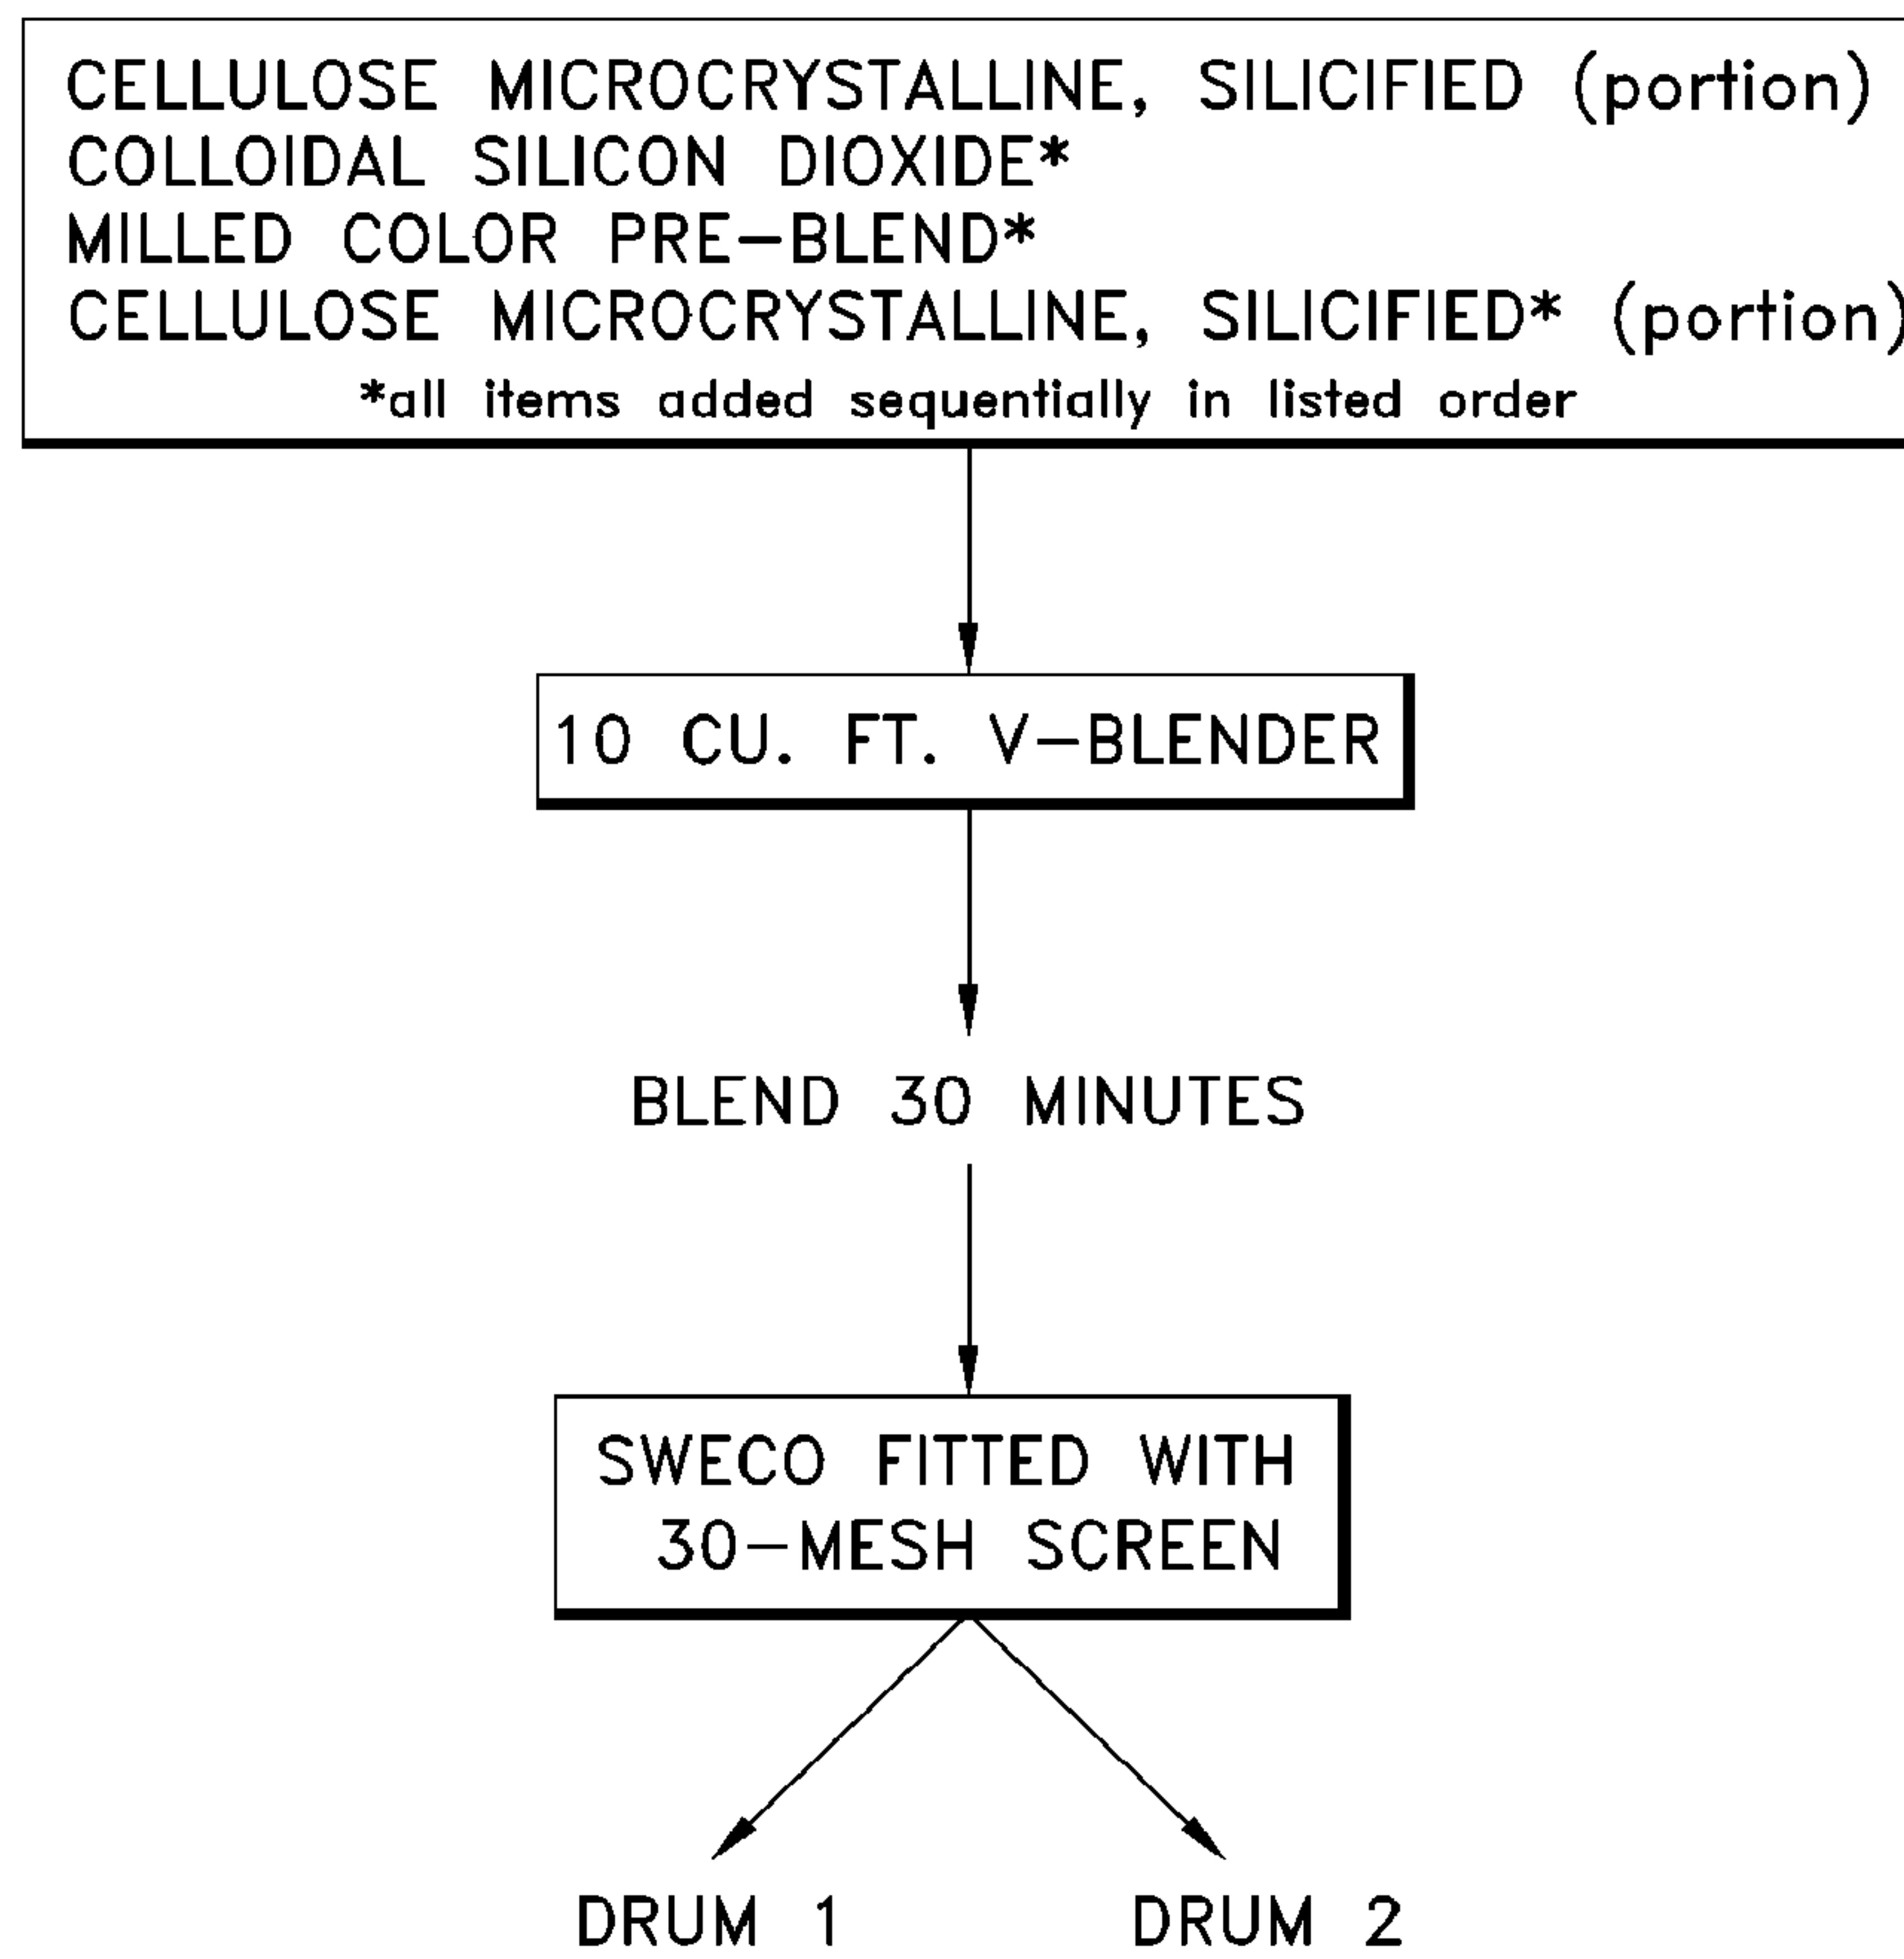 CELLULOSE MICROCRYSTALLINE, SILICIFIED (portion)
COLLOIDAL SILICON DIOXIDE*
MILLED COLOR PRE-BLEND*
CELLULOSE MICROCRYSTALLINE, SILICIFIED* (portion)
*all items added sequentially in listed order
10 CU. FT. V-BLENDER
BLEND 30 MINUTES
SWECO FITTED WITH
30-MESH SCREEN
DRUM 1 DRUM 2